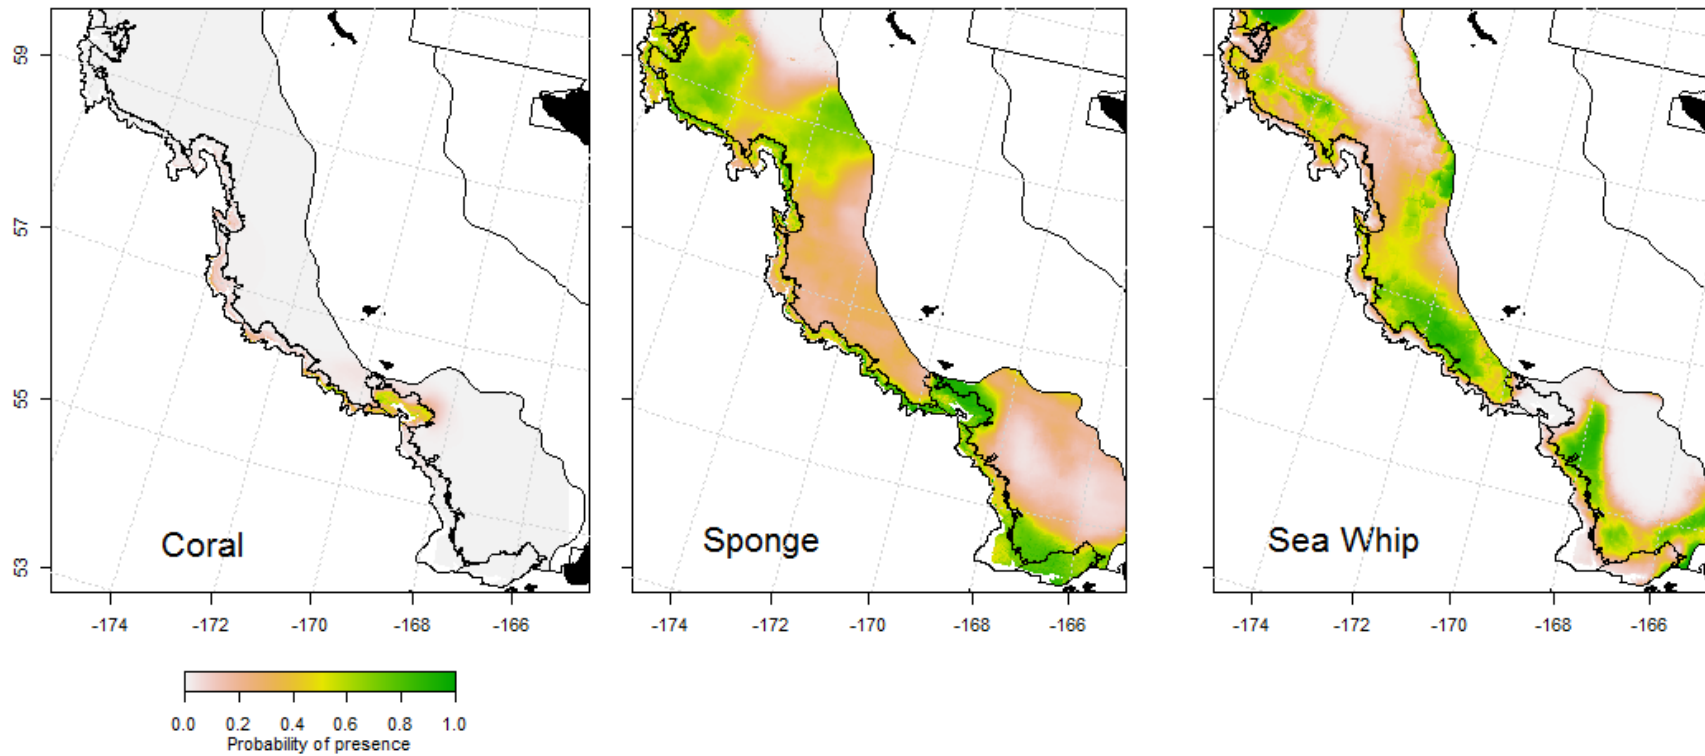 59
57
55
53
Coral
Sponge
Sea Whip
-174 -172 -170 -168 -166
-174 -172 -170 -168 -166
-174 -172 -170 -168 -166
0.0 0.2 0.4 0.6 0.8 1.0
Probability of presence